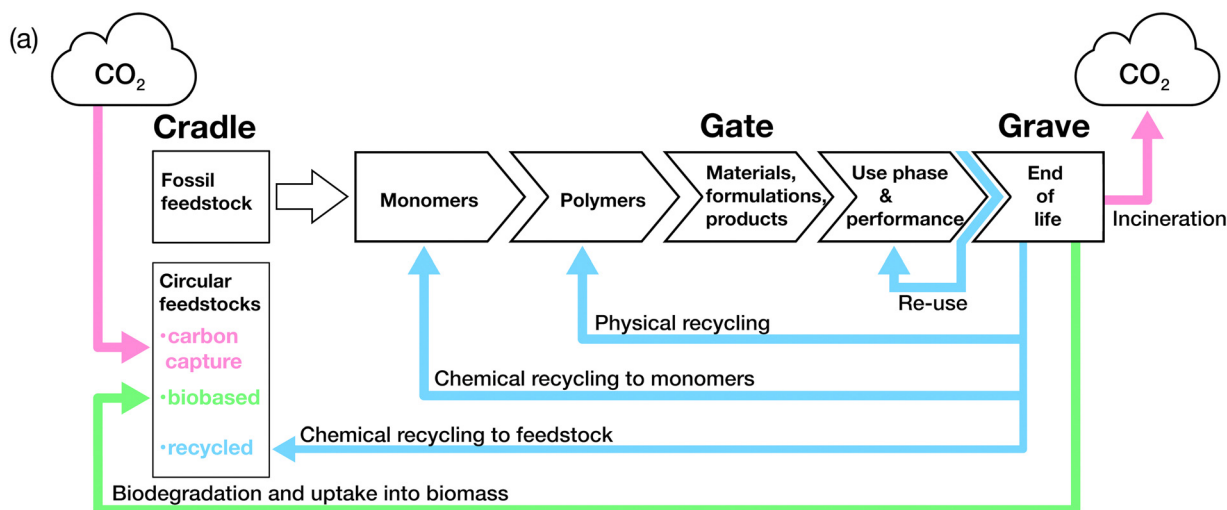 (a)
CO2
CO2
Cradle
Gate
Grave
Fossil
feedstock
Monomers
Polymers
Materials,
formulations,
products
Use phase
&
performance
End
of
life
Incineration
Circular
feedstocks
·carbon
capture
·biobased
·recycled
Re-use
Physical recycling
Chemical recycling to monomers
Chemical recycling to feedstock
Biodegradation and uptake into biomass